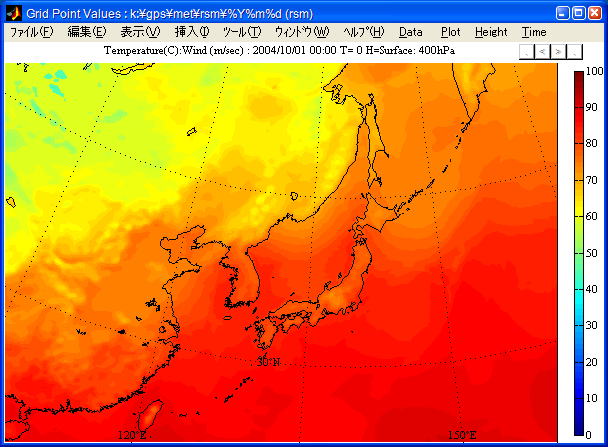 Grid Point Values : k:¥gps¥met¥rsm¥%Y%m%d (rsm)
ファイル(F) 編集(E) 表示(V) 挿入(I) ツール(T) ウィンドウ(W) ヘルプ(H) Data Plot Height Time
Temperature(C):Wind (m/sec) : 2004/10/01 00:00 T= 0 H=Surface: 400hPa
100
90
80
70
60
50
40
30
20
10
0
30°N
120°E 150°E